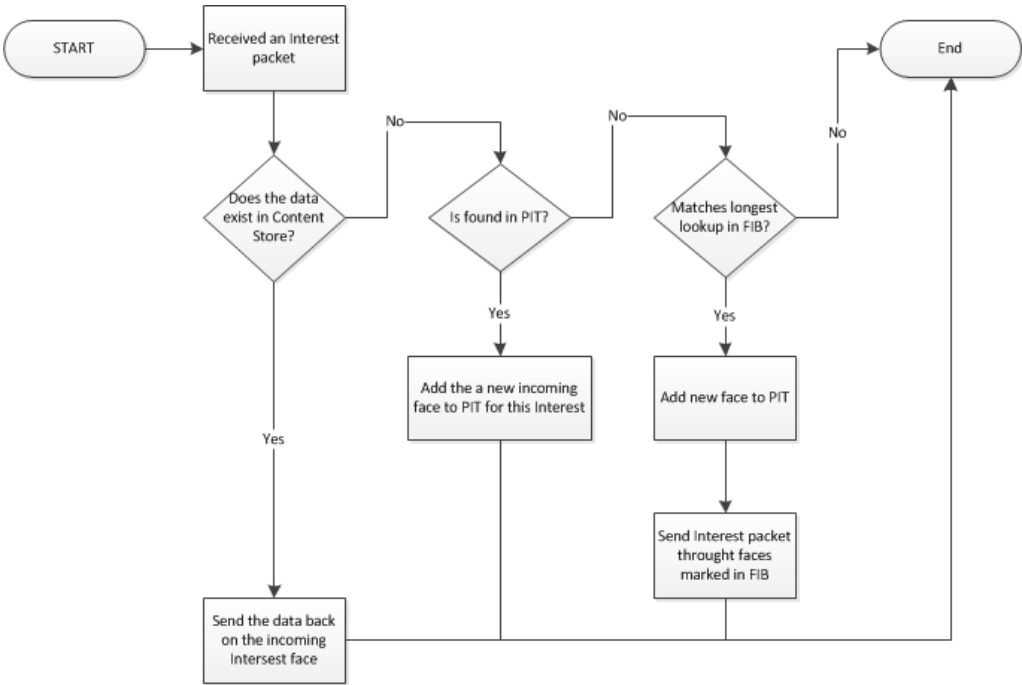 START
Received an Interest
packet
End
No
No
No
Does the data
exist in Content
Store?
Is found in PIT?
Matches longest
lookup in FIB?
Yes
Yes
Add the a new incoming
face to PIT for this Interest
Add new face to PIT
Yes
Send Interest packet
throught faces
marked in FIB
Send the data back
on the incoming
Intersest face